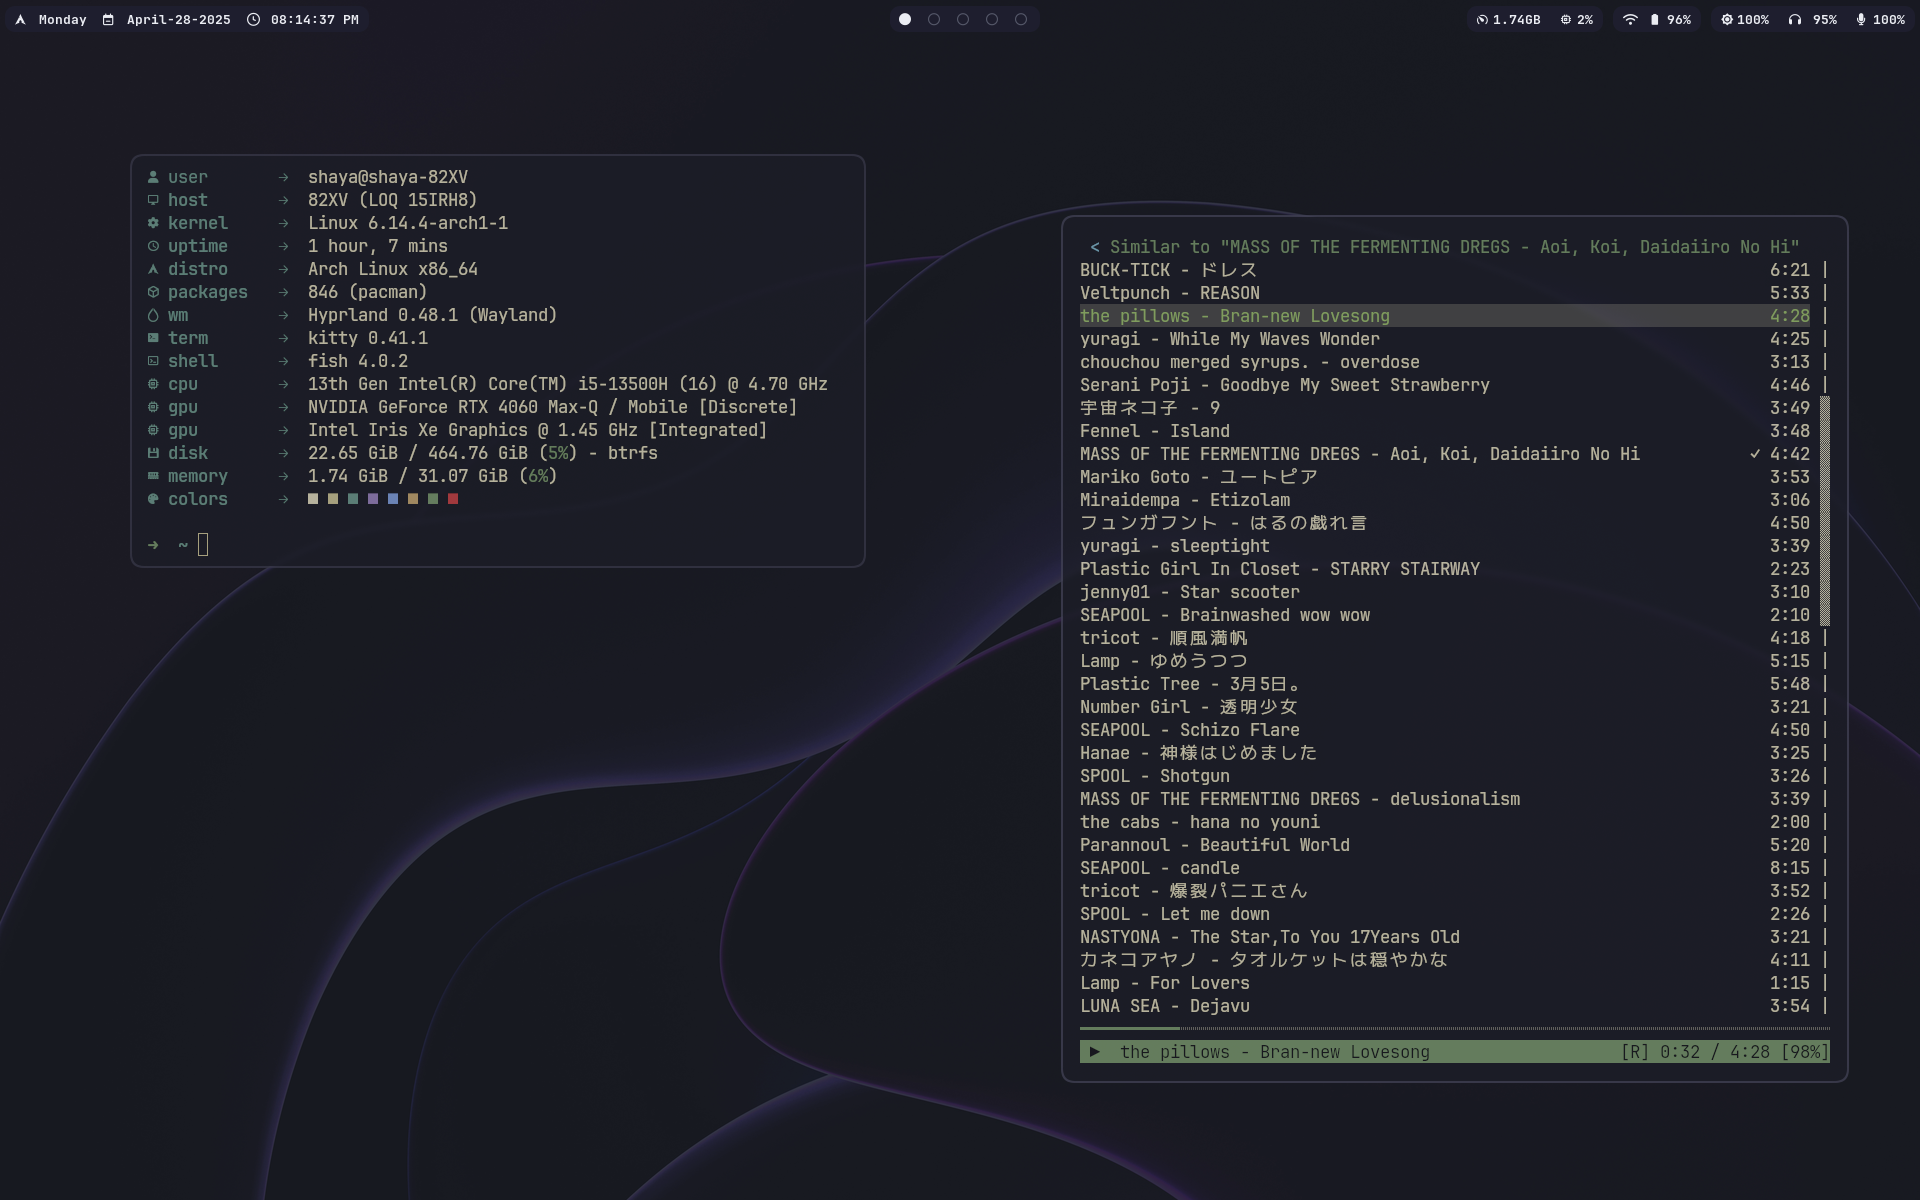 Monday April-28-2025 08:14:37 PM
1.74GB 2% 96% 100% 95% 100%
user → shaya@shaya-82XV
host → 82XV (LOQ 15IRH8)
kernel → Linux 6.14.4-arch1-1
uptime → 1 hour, 7 mins
distro → Arch Linux x86_64
packages → 846 (pacman)
wm → Hyprland 0.48.1 (Wayland)
term → kitty 0.41.1
shell → fish 4.0.2
cpu → 13th Gen Intel(R) Core(TM) i5-13500H (16) @ 4.70 GHz
gpu → NVIDIA GeForce RTX 4060 Max-Q / Mobile [Discrete]
gpu → Intel Iris Xe Graphics @ 1.45 GHz [Integrated]
disk → 22.65 GiB / 464.76 GiB (5%) - btrfs
memory → 1.74 GiB / 31.07 GiB (6%)
colors →
→ ~
< Similar to "MASS OF THE FERMENTING DREGS - Aoi, Koi, Daidaiiro No Hi"
BUCK-TICK - ドレス 6:21
Veltpunch - REASON 5:33
the pillows - Bran-new Lovesong 4:28
yuragi - While My Waves Wonder 4:25
chouchou merged syrups. - overdose 3:13
Serani Poji - Goodbye My Sweet Strawberry 4:46
宇宙ネコ子 - 9 3:49
Fennel - Island 3:48
MASS OF THE FERMENTING DREGS - Aoi, Koi, Daidaiiro No Hi ✓ 4:42
Mariko Goto - ユートピア 3:53
Miraidempa - Etizolam 3:06
フュンガフント - はるの戯れ言 4:50
yuragi - sleeptight 3:39
Plastic Girl In Closet - STARRY STAIRWAY 2:23
jenny01 - Star scooter 3:10
SEAPOOL - Brainwashed wow wow 2:10
tricot - 順風満帆 4:18
Lamp - ゆめうつつ 5:15
Plastic Tree - 3月5日。 5:48
Number Girl - 透明少女 3:21
SEAPOOL - Schizo Flare 4:50
Hanae - 神様はじめました 3:25
SPOOL - Shotgun 3:26
MASS OF THE FERMENTING DREGS - delusionalism 3:39
the cabs - hana no youni 2:00
Parannoul - Beautiful World 5:20
SEAPOOL - candle 8:15
tricot - 爆裂パニエさん 3:52
SPOOL - Let me down 2:26
NASTYONA - The Star,To You 17Years Old 3:21
カネコアヤノ - タオルケットは穏やかな 4:11
Lamp - For Lovers 1:15
LUNA SEA - Dejavu 3:54
▶ the pillows - Bran-new Lovesong [R] 0:32 / 4:28 [98%]